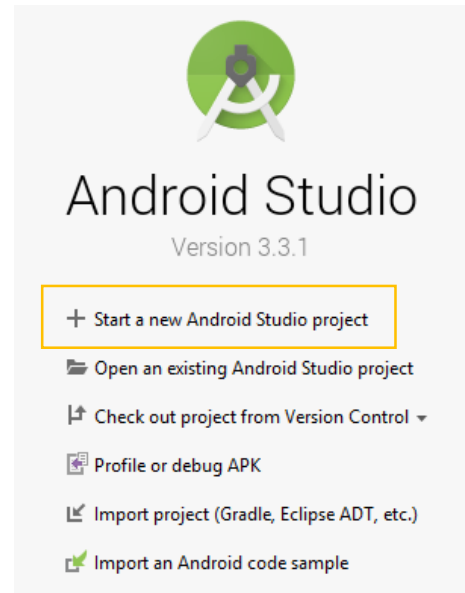 Android Studio
Version 3.3.1
Start a new Android Studio project
Open an existing Android Studio project
Check out project from Version Control
Profile or debug APK
Import project (Gradle, Eclipse ADT, etc.)
Import an Android code sample